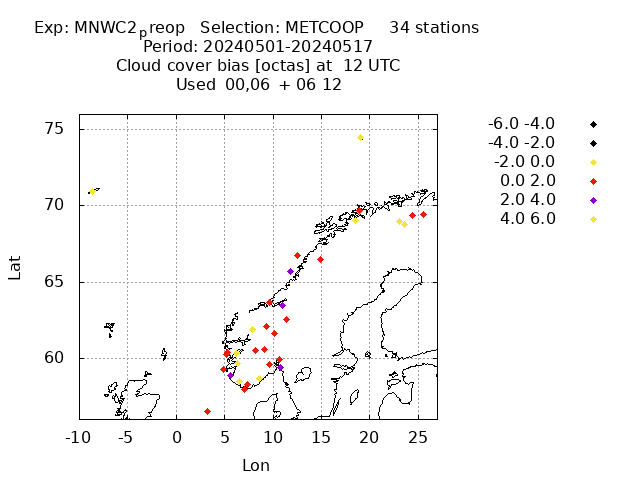 Exp: MNWC2preop Selection: METCOOP 34 stations
Period: 20240501-20240517
Cloud cover bias [octas] at 12 UTC
Used 00,06 + 06 12
-6.0 -4.0
-4.0 -2.0
-2.0 0.0
0.0 2.0
2.0 4.0
4.0 6.0
75
70
65
60
Lat
-10 -5 0 5 10 15 20 25
Lon